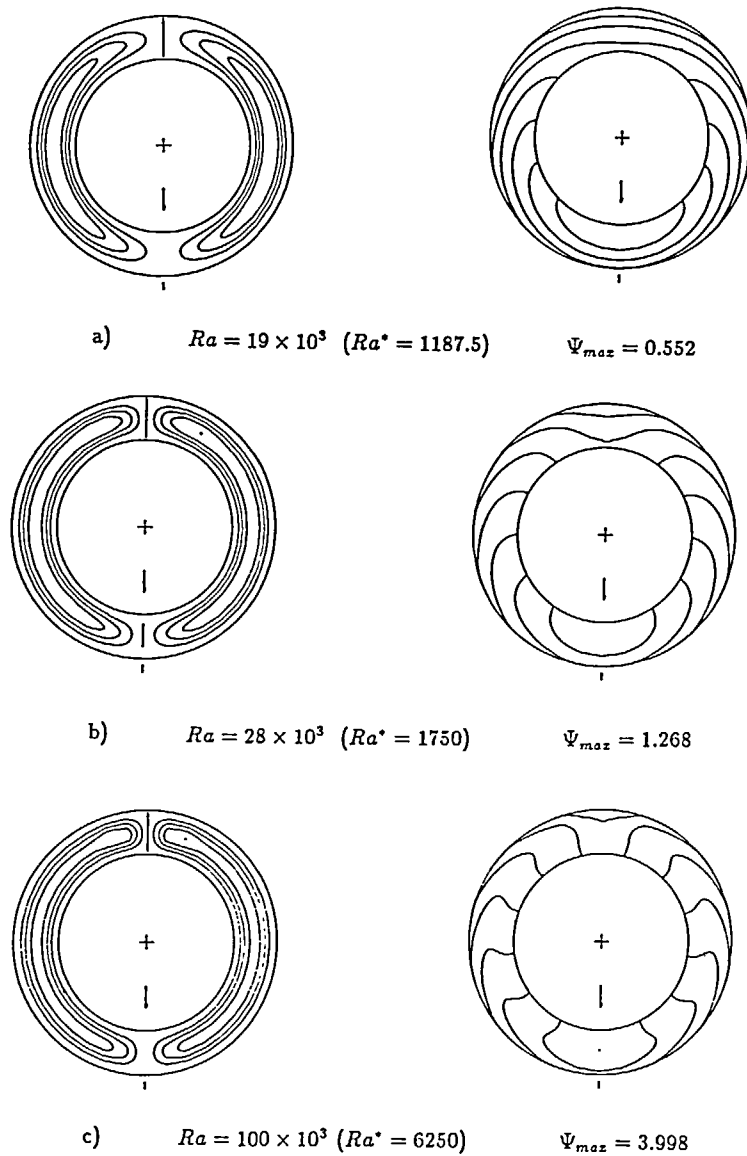 a) Ra = 19 × 10³ (Ra* = 1187.5) Ψmax = 0.552
b) Ra = 28 × 10³ (Ra* = 1750) Ψmax = 1.268
c) Ra = 100 × 10³ (Ra* = 6250) Ψmax = 3.998